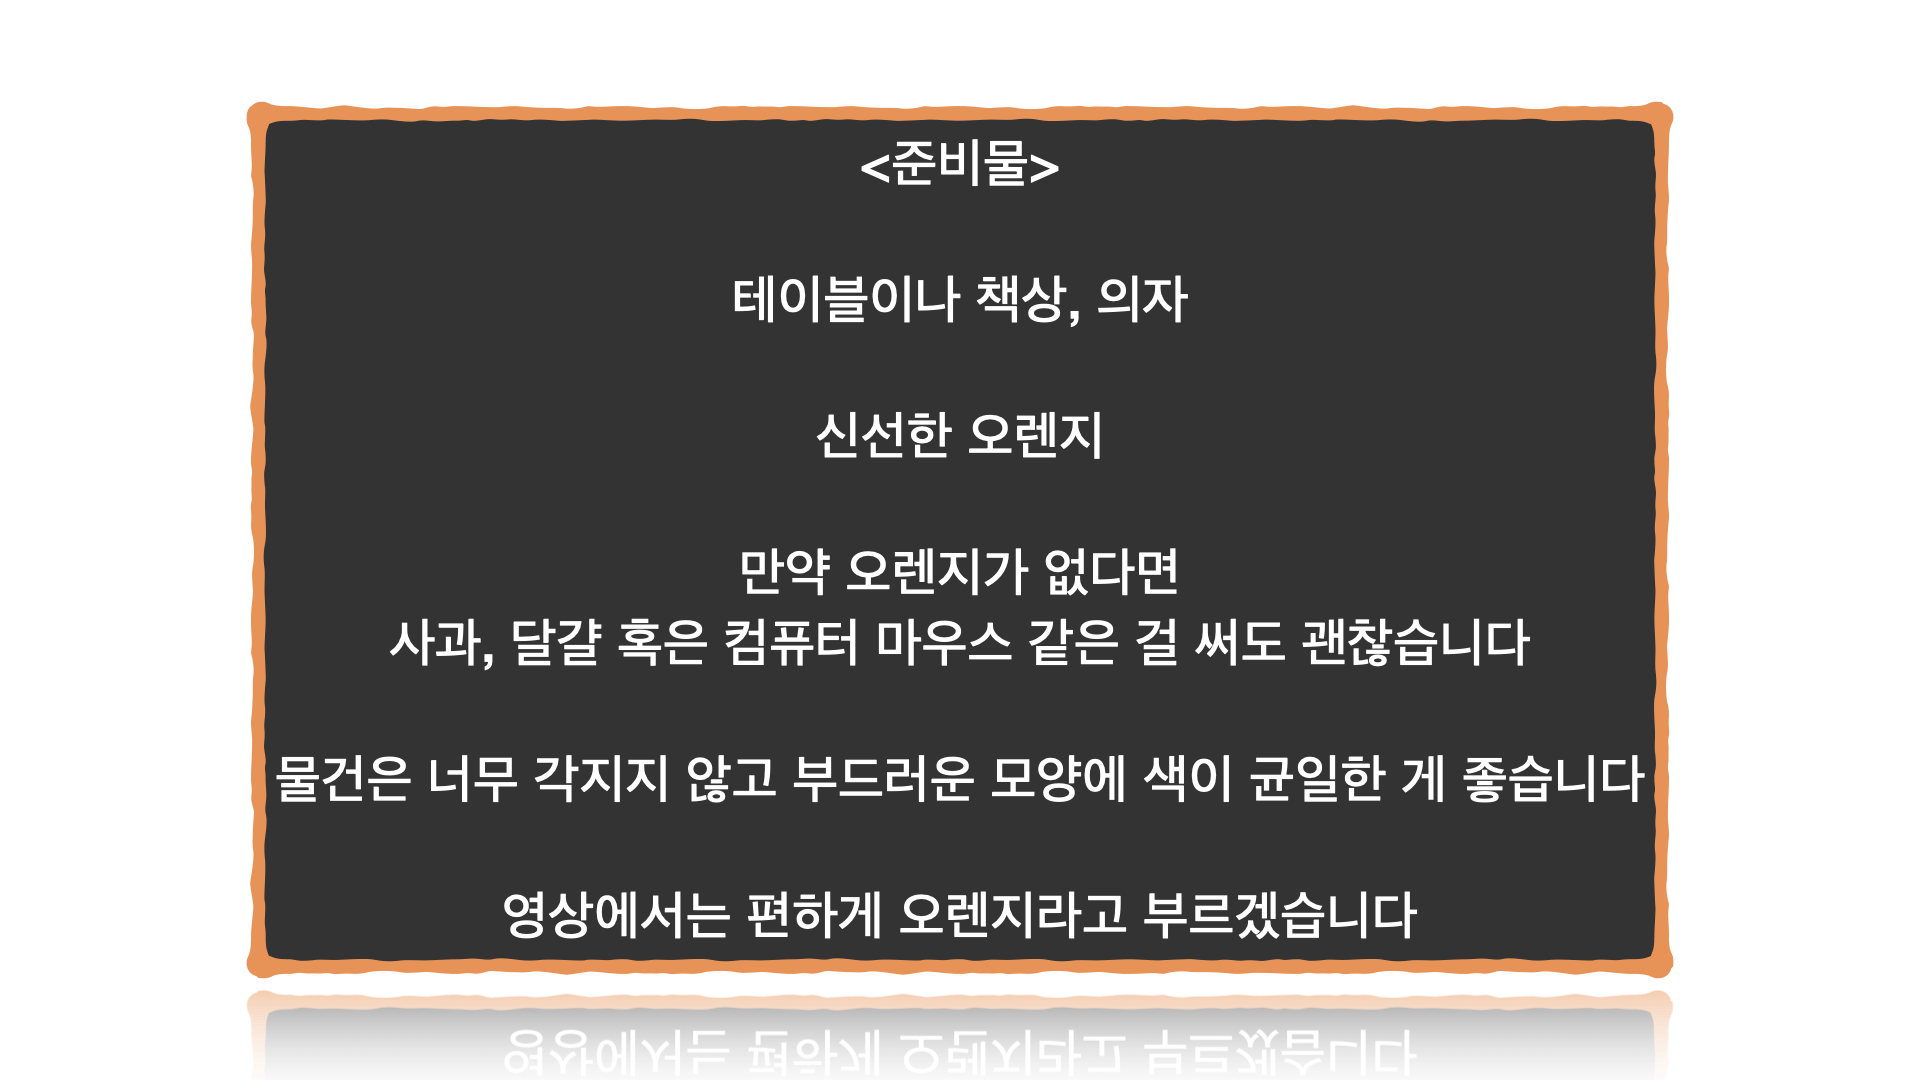 <준비물>
테이블이나 책상, 의자
신선한 오렌지
만약 오렌지가 없다면
사과, 달걀 혹은 컴퓨터 마우스 같은 걸 써도 괜찮습니다
물건은 너무 각지지 않고 부드러운 모양에 색이 균일한 게 좋습니다
영상에서는 편하게 오렌지라고 부르겠습니다